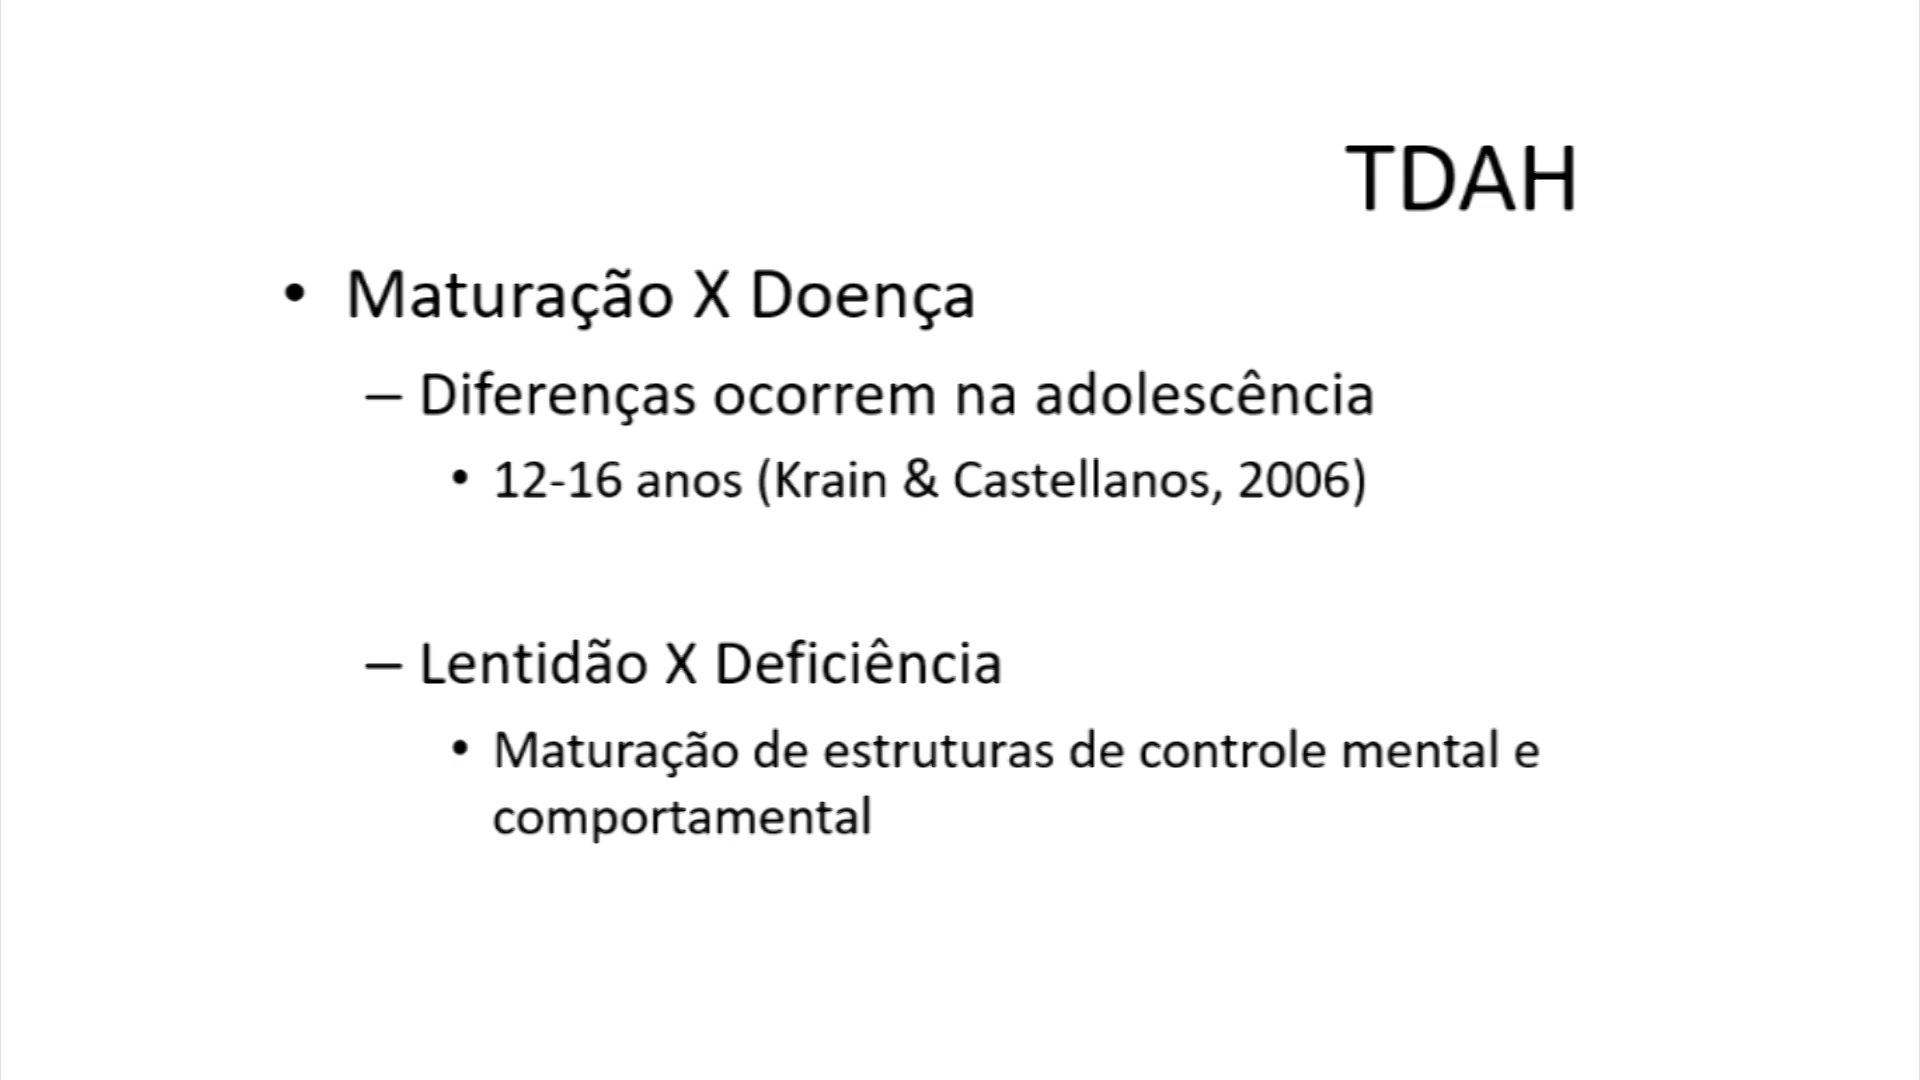 TDAH
• Maturação X Doença
– Diferenças ocorrem na adolescência
• 12-16 anos (Krain & Castellanos, 2006)
– Lentidão X Deficiência
• Maturação de estruturas de controle mental e
comportamental